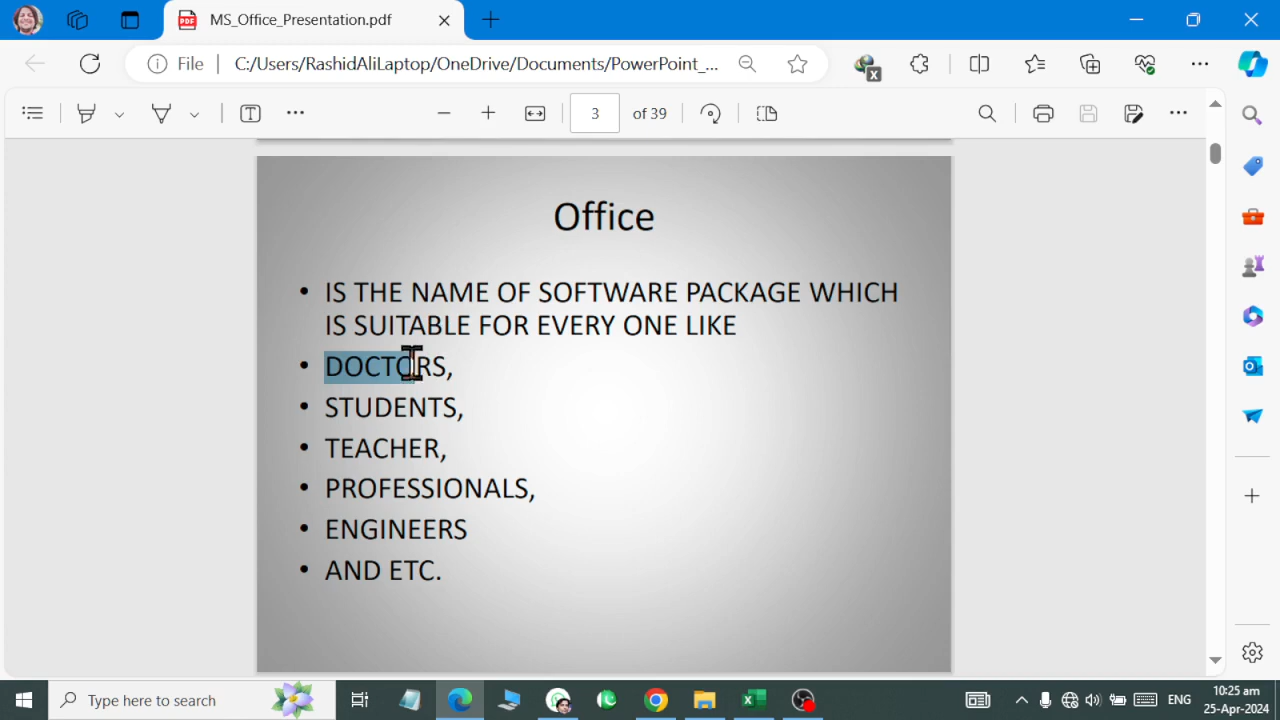 MS_Office_Presentation.pdf
File
C:/Users/RashidAliLaptop/OneDrive/Documents/PowerPoint_...
3 of 39
Office
• IS THE NAME OF SOFTWARE PACKAGE WHICH
IS SUITABLE FOR EVERY ONE LIKE
• DOCTORS,
• STUDENTS,
• TEACHER,
• PROFESSIONALS,
• ENGINEERS
• AND ETC.
Type here to search
ENG
10:25 am
25-Apr-2024